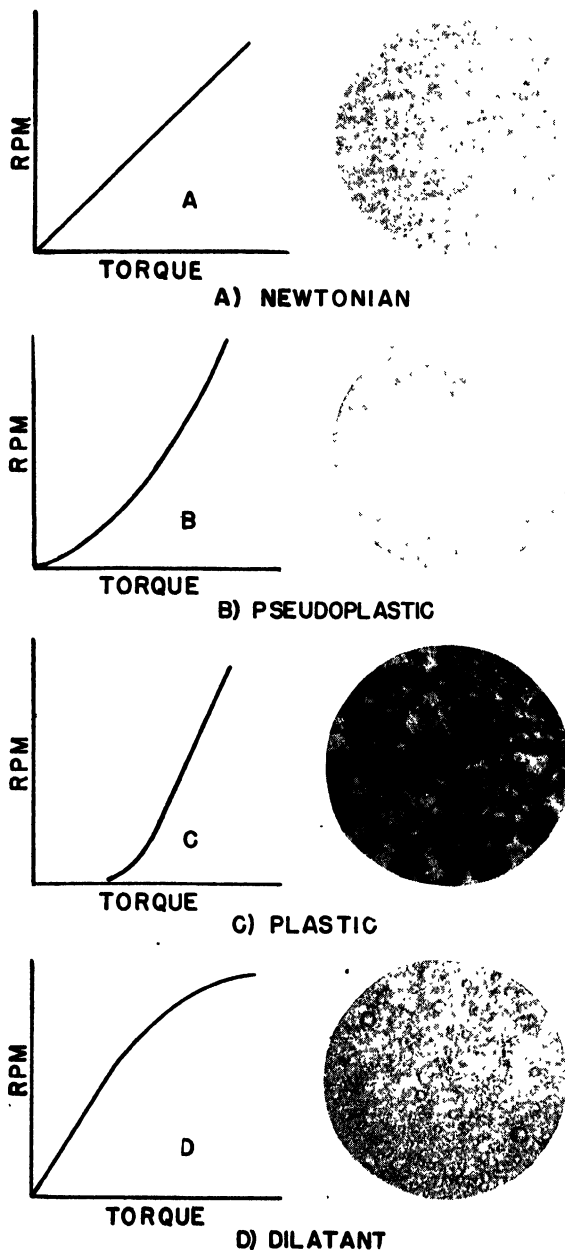 RPM
A
TORQUE
A) NEWTONIAN
RPM
B
TORQUE
B) PSEUDOPLASTIC
RPM
C
TORQUE
C) PLASTIC
RPM
D
TORQUE
D) DILATANT